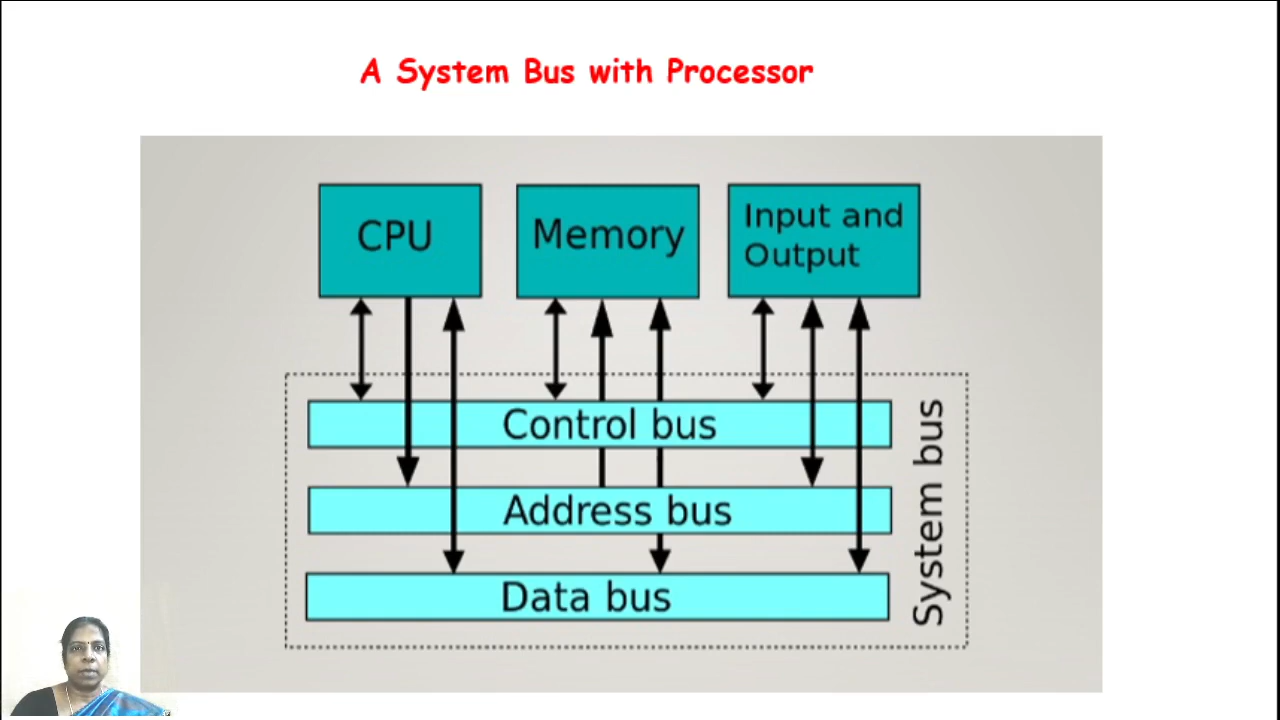 A System Bus with Processor
CPU
Memory
Input and
Output
Control bus
Address bus
Data bus
System bus